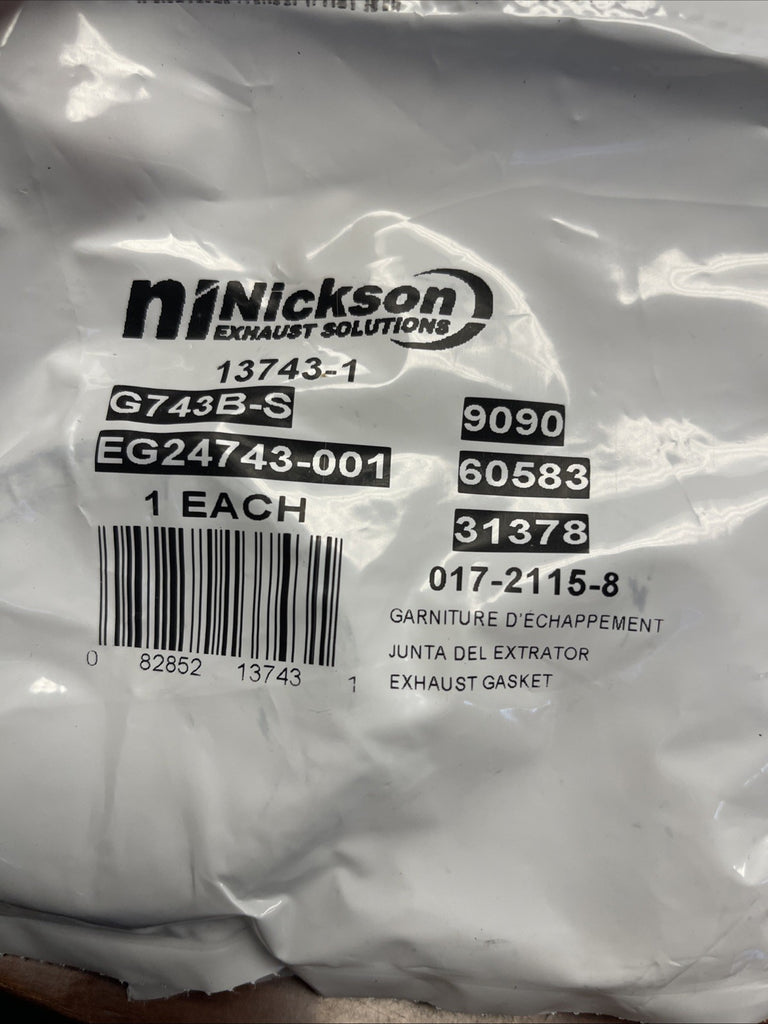 ni Nickson
EXHAUST SOLUTIONS
13743-1
G743B-S
EG24743-001
1 EACH
9090
60583
31378
017-2115-8
GARNITURE D'ÉCHAPPEMENT
JUNTA DEL EXTRATOR
EXHAUST GASKET
0 82852 13743 1